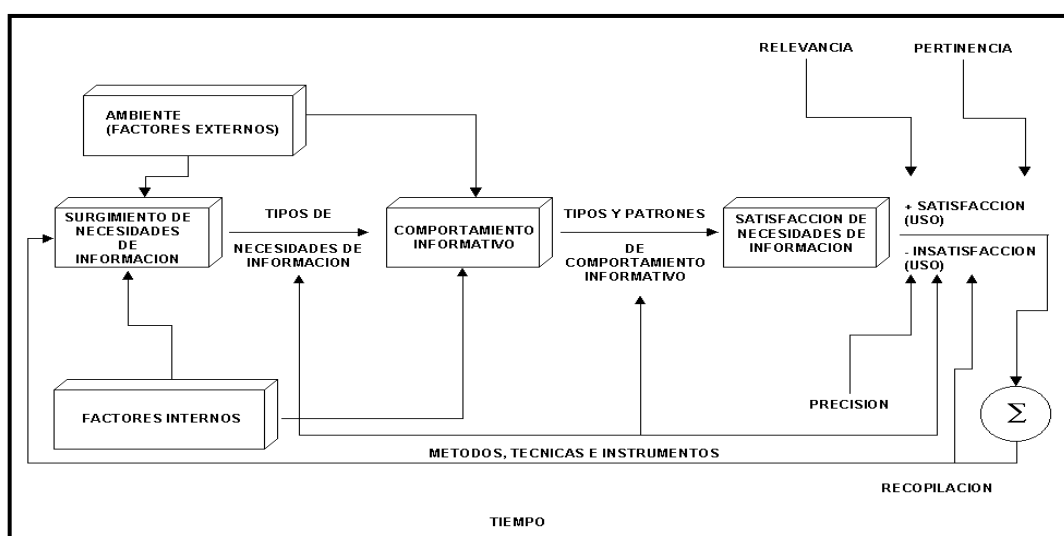 RELEVANCIA
PERTINENCIA
AMBIENTE
(FACTORES EXTERNOS)
SURGIMIENTO DE
NECESIDADES
DE
INFORMACION
TIPOS DE
NECESIDADES DE
INFORMACION
COMPORTAMIENTO
INFORMATIVO
TIPOS Y PATRONES
DE
COMPORTAMIENTO
INFORMATIVO
SATISFACCION DE
NECESIDADES DE
INFORMACION
+ SATISFACCION
(USO)
- INSATISFACCION
(USO)
FACTORES INTERNOS
PRECISION
Σ
METODOS, TECNICAS E INSTRUMENTOS
RECOPILACION
TIEMPO